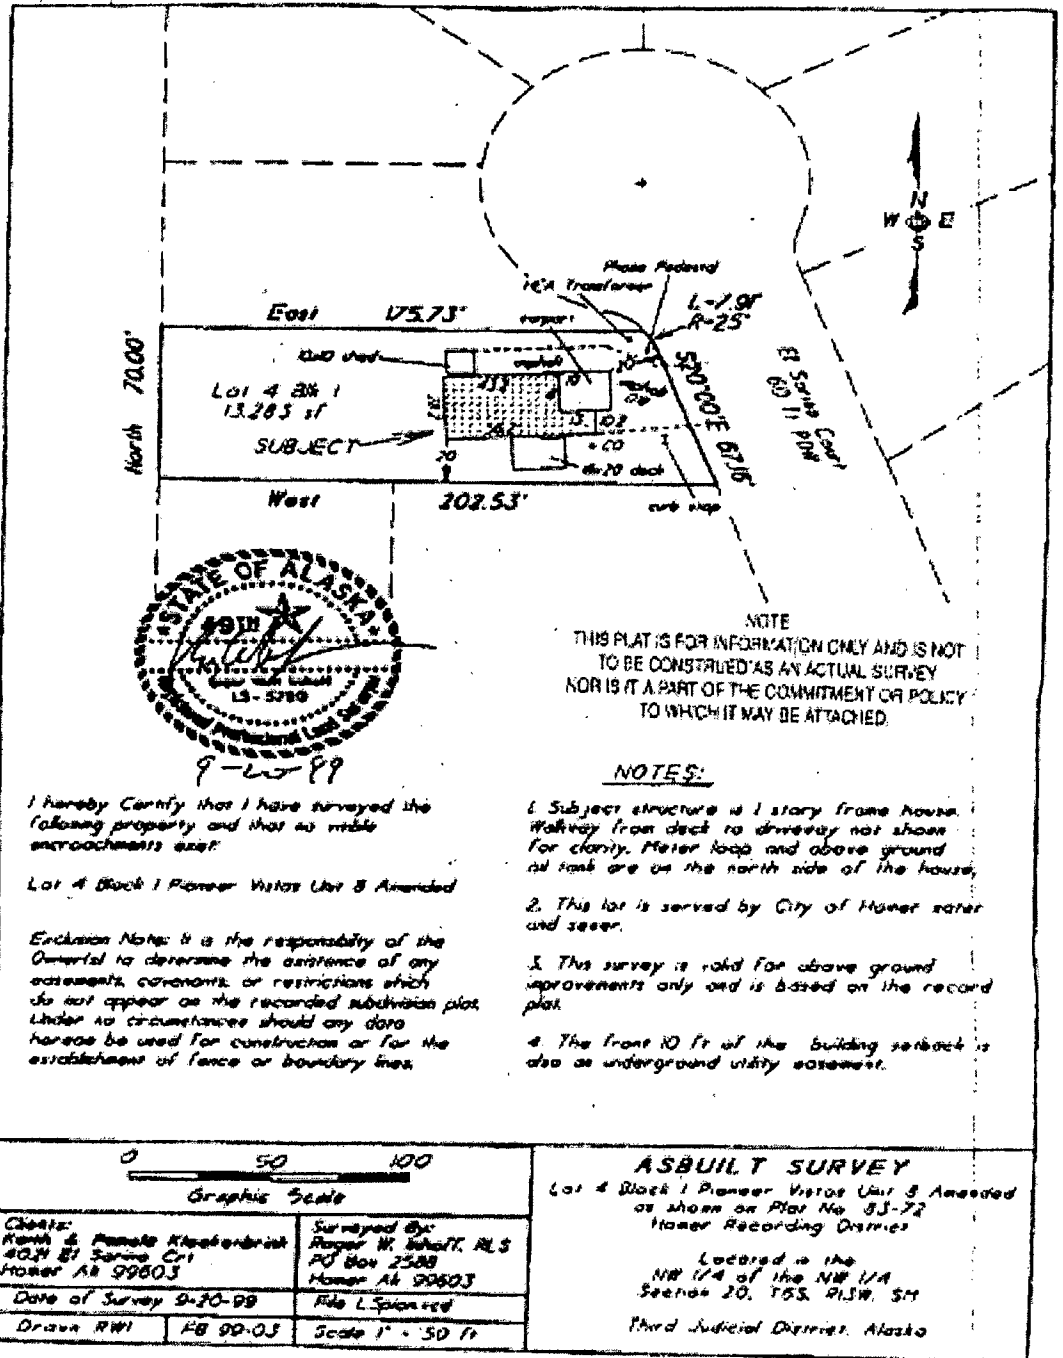 N
W E
S
Phone Pedestal
HEA Transformer
L=7.91'
R=25'
East 175.73'
carport
10x10 shed
asphalt
North 70.00'
Lot 4 Blk 1
13,283 sf
SUBJECT
S20°00'00"E 67.16'
Court
60 ft ROW
20
CO
deck
curb stop
West 202.53'
STATE OF ALASKA
49TH
LS-5780
Professional Land Surveyor
9-20-99
NOTE
THIS PLAT IS FOR INFORMATION ONLY AND IS NOT
TO BE CONSTRUED AS AN ACTUAL SURVEY
NOR IS IT A PART OF THE COMMITMENT OR POLICY
TO WHICH IT MAY BE ATTACHED.
I hereby Certify that I have surveyed the
following property and that no visible
encroachments exist:
Lot 4 Block 1 Pioneer Vistas Unit 8 Amended
Exclusion Note: It is the responsibility of the
Owner(s) to determine the existence of any
easements, covenants, or restrictions which
do not appear on the recorded subdivision plat.
Under no circumstances should any data
hereon be used for construction or for the
establishment of fence or boundary lines.
NOTES:
1. Subject structure is 1 story frame house.
Walkway from deck to driveway not shown
for clarity. Meter loop and above ground
oil tank are on the north side of the house.
2. This lot is served by City of Homer water
and sewer.
3. This survey is valid for above ground
improvements only and is based on the record
plat.
4. The front 10 ft of the building setback is
also an underground utility easement.
0 50 100
Graphic Scale
Clients:
Keith & Pamela
Homer Ak 99603
Surveyed By:
Roger W. Imhoff, RLS
PO Box 2588
Homer Ak 99603
Date of Survey 9-20-99
File
Drawn RWI
FB 99-03
Scale 1" = 50 ft
ASBUILT SURVEY
Lot 4 Block 1 Pioneer Vistas Unit 8 Amended
as shown on Plat No 83-72
Homer Recording District
Located in the
NW 1/4 of the NW 1/4
Section 20, T6S, R13W, SM
Third Judicial District, Alaska